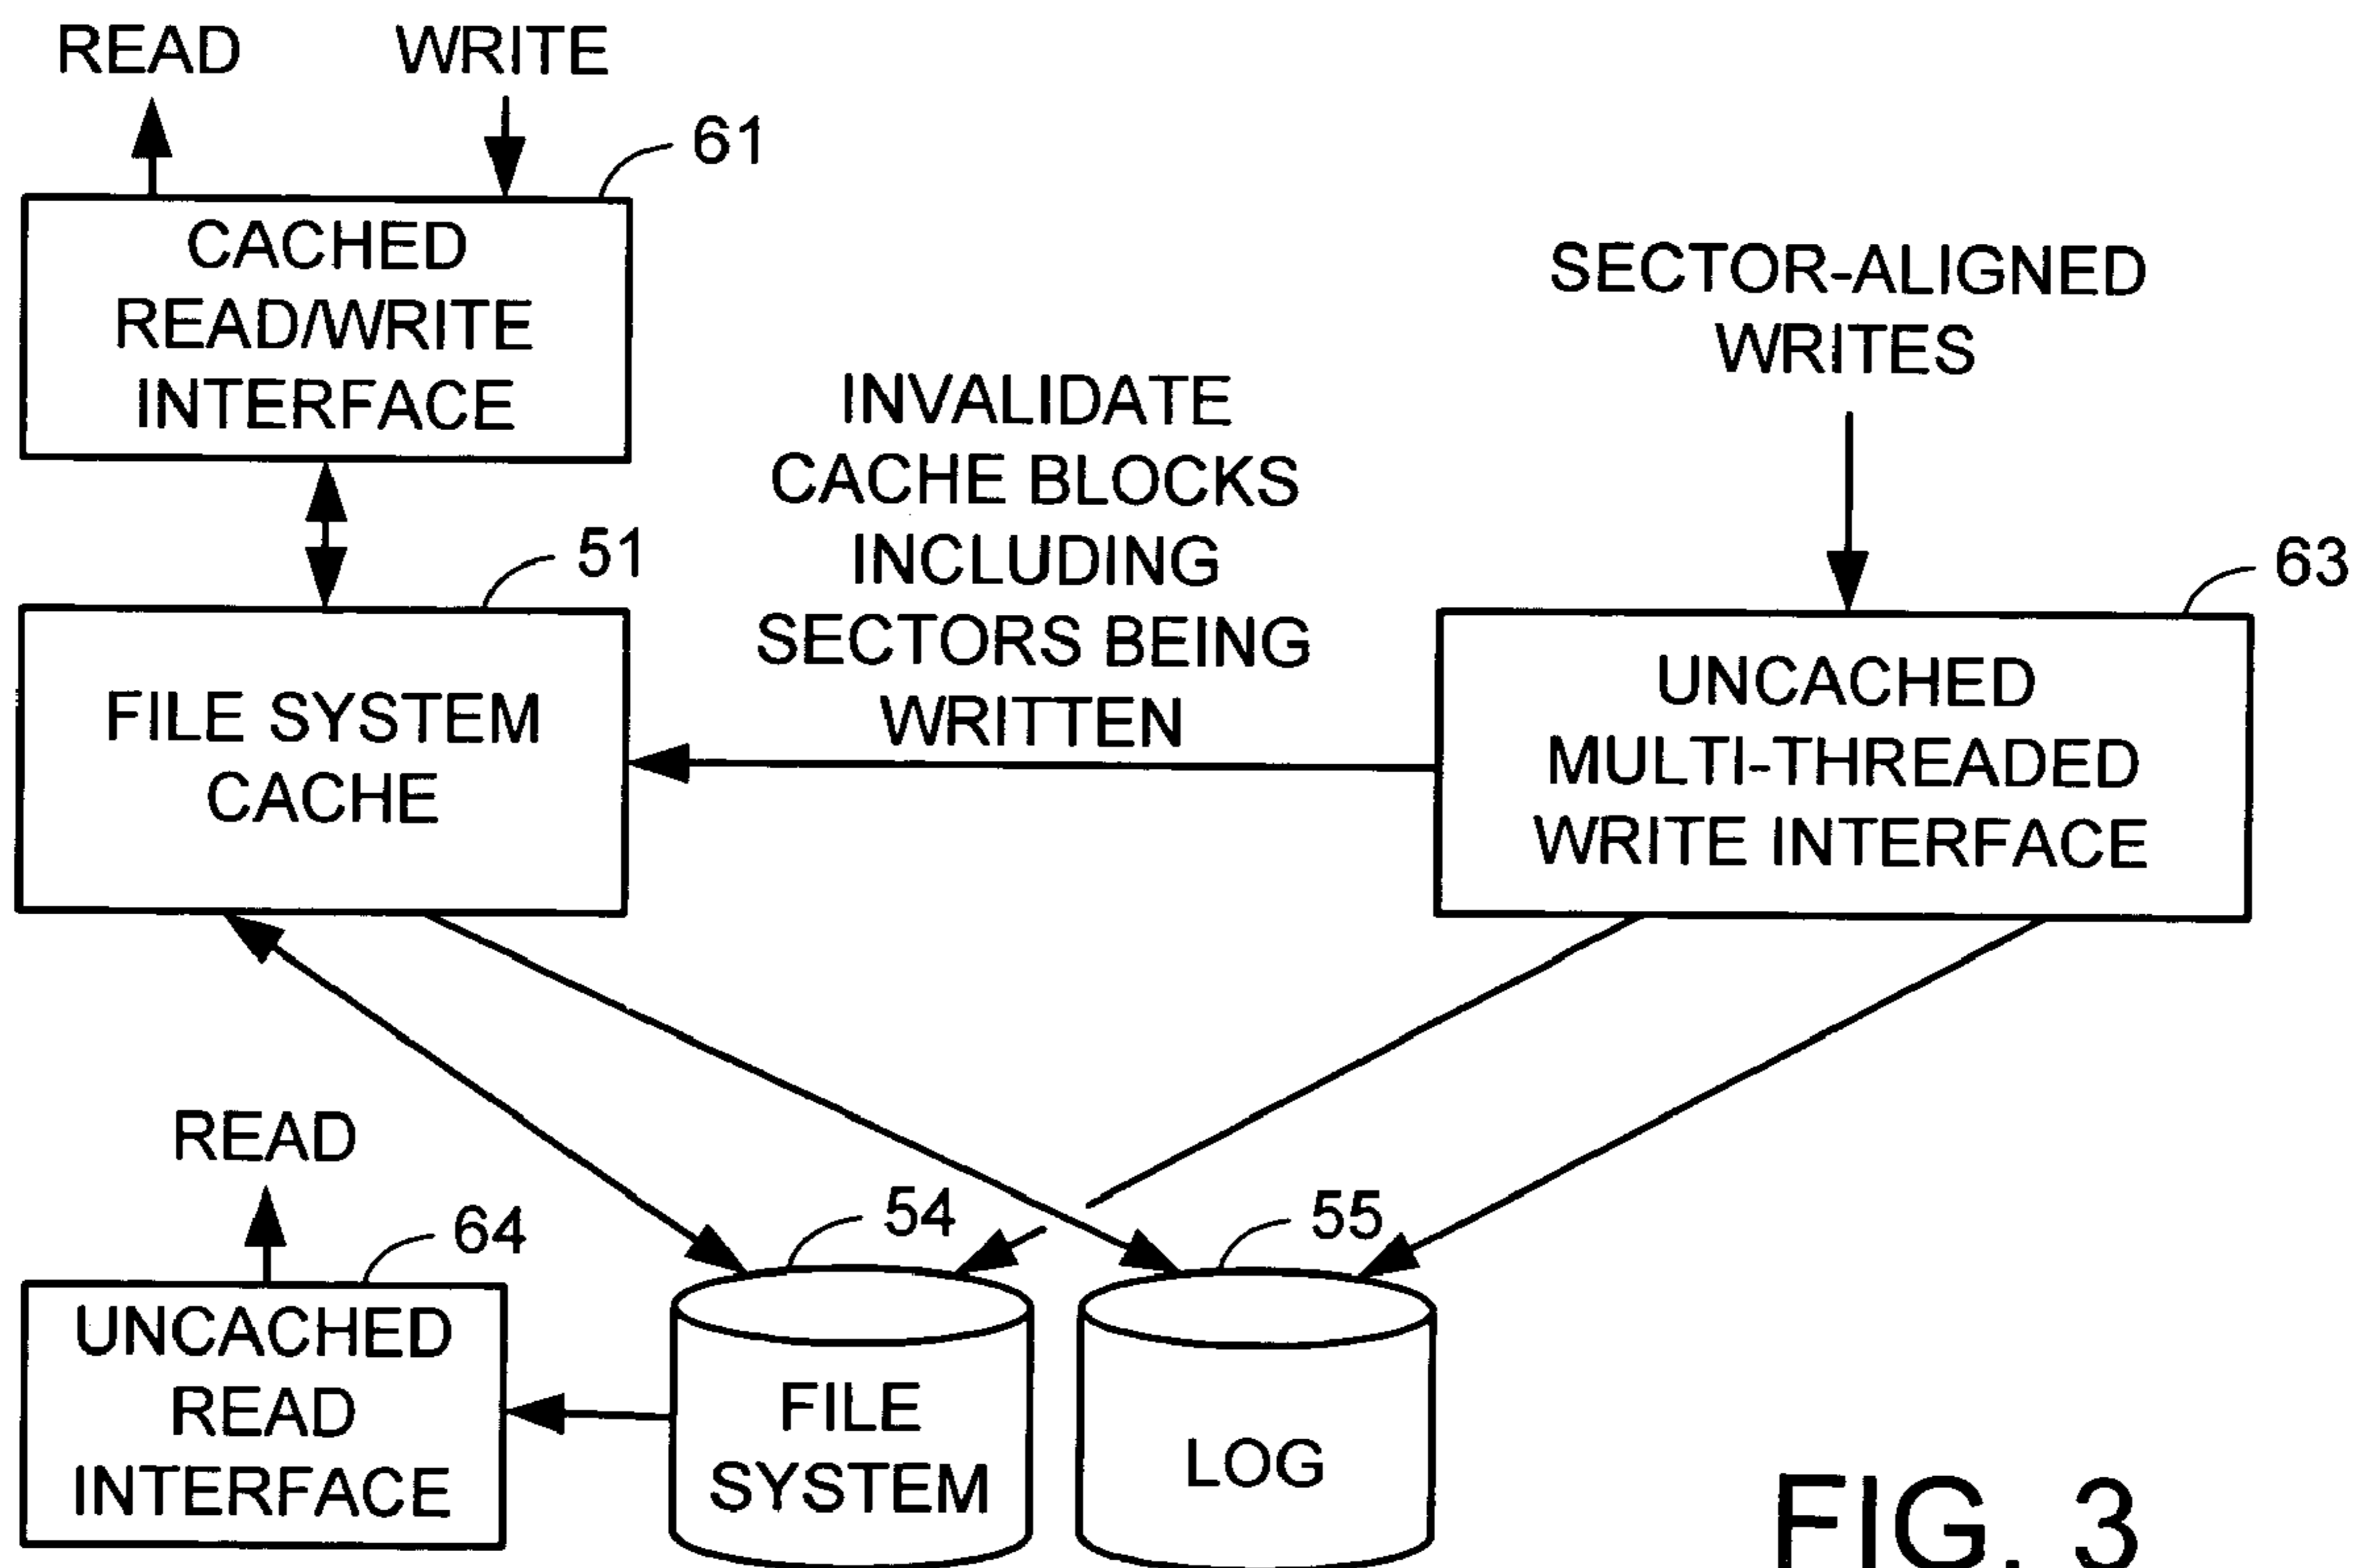 READ
WRITE
61
CACHED
READ/WRITE
INTERFACE
SECTOR-ALIGNED
WRITES
INVALIDATE
CACHE BLOCKS
INCLUDING
SECTORS BEING
WRITTEN
51
FILE SYSTEM
CACHE
63
UNCACHED
MULTI-THREADED
WRITE INTERFACE
READ
64
UNCACHED
READ
INTERFACE
54
FILE
SYSTEM
55
LOG
FIG. 3